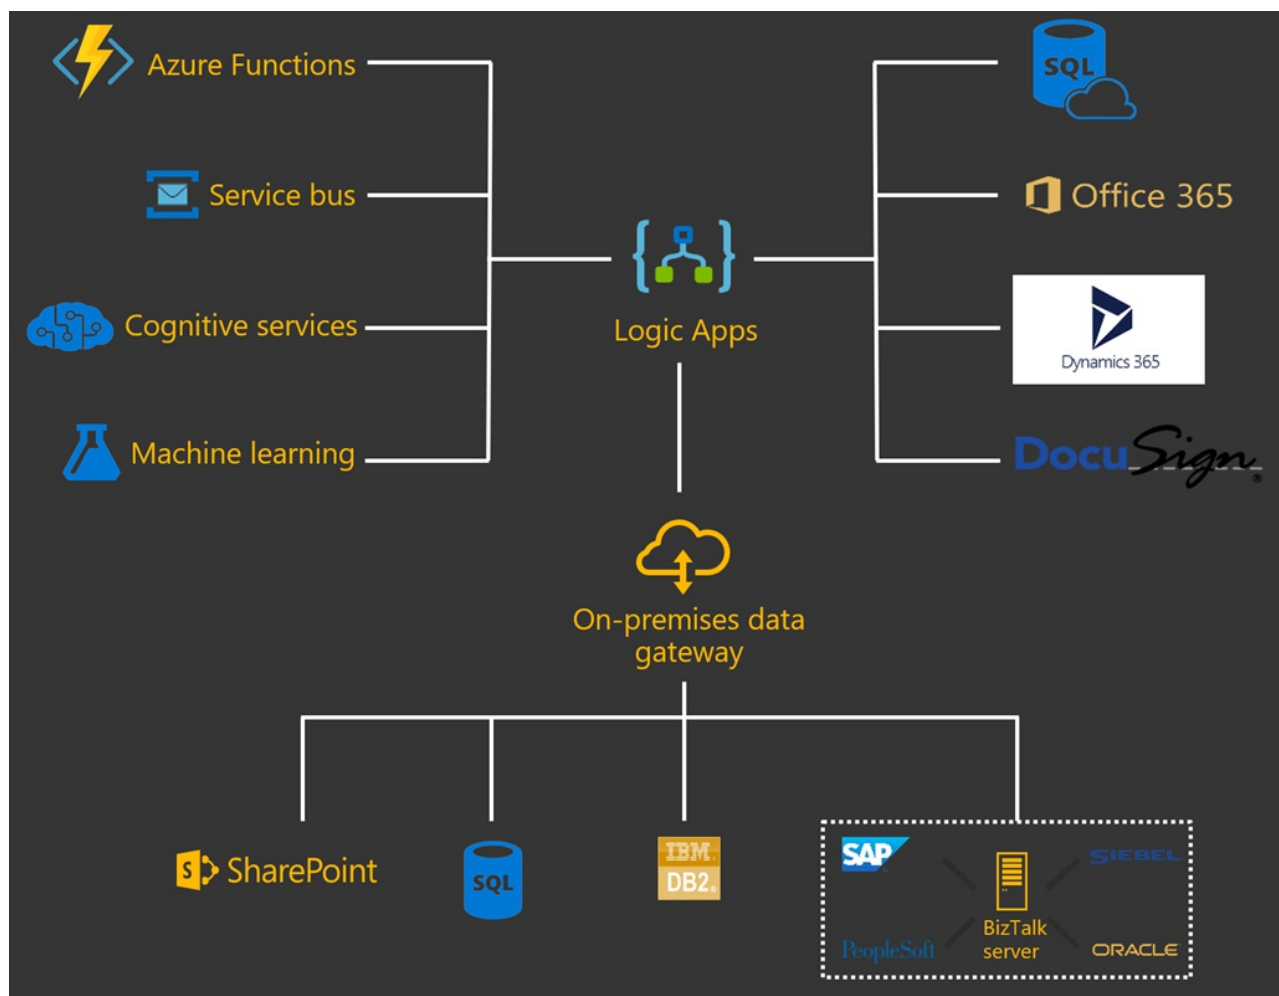 Azure Functions
Service bus
Cognitive services
Machine learning
Logic Apps
SQL
Office 365
Dynamics 365
DocuSign®
On-premises data
gateway
S SharePoint
SQL
IBM.
DB2®
SAP
SIEBEL
BizTalk
server
PeopleSoft
ORACLE